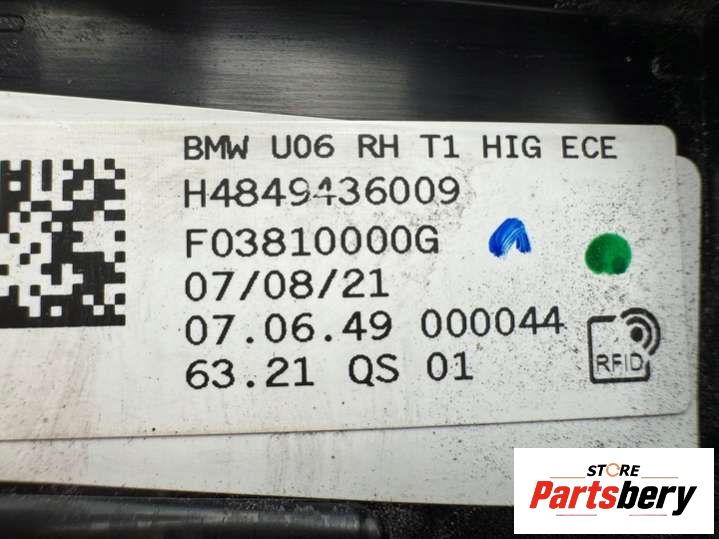 BMW U06 RH T1 HIG ECE
H4849436009
F03810000G
07/08/21
07.06.49 000044
63.21 QS 01
RFID
STORE
Partsbery